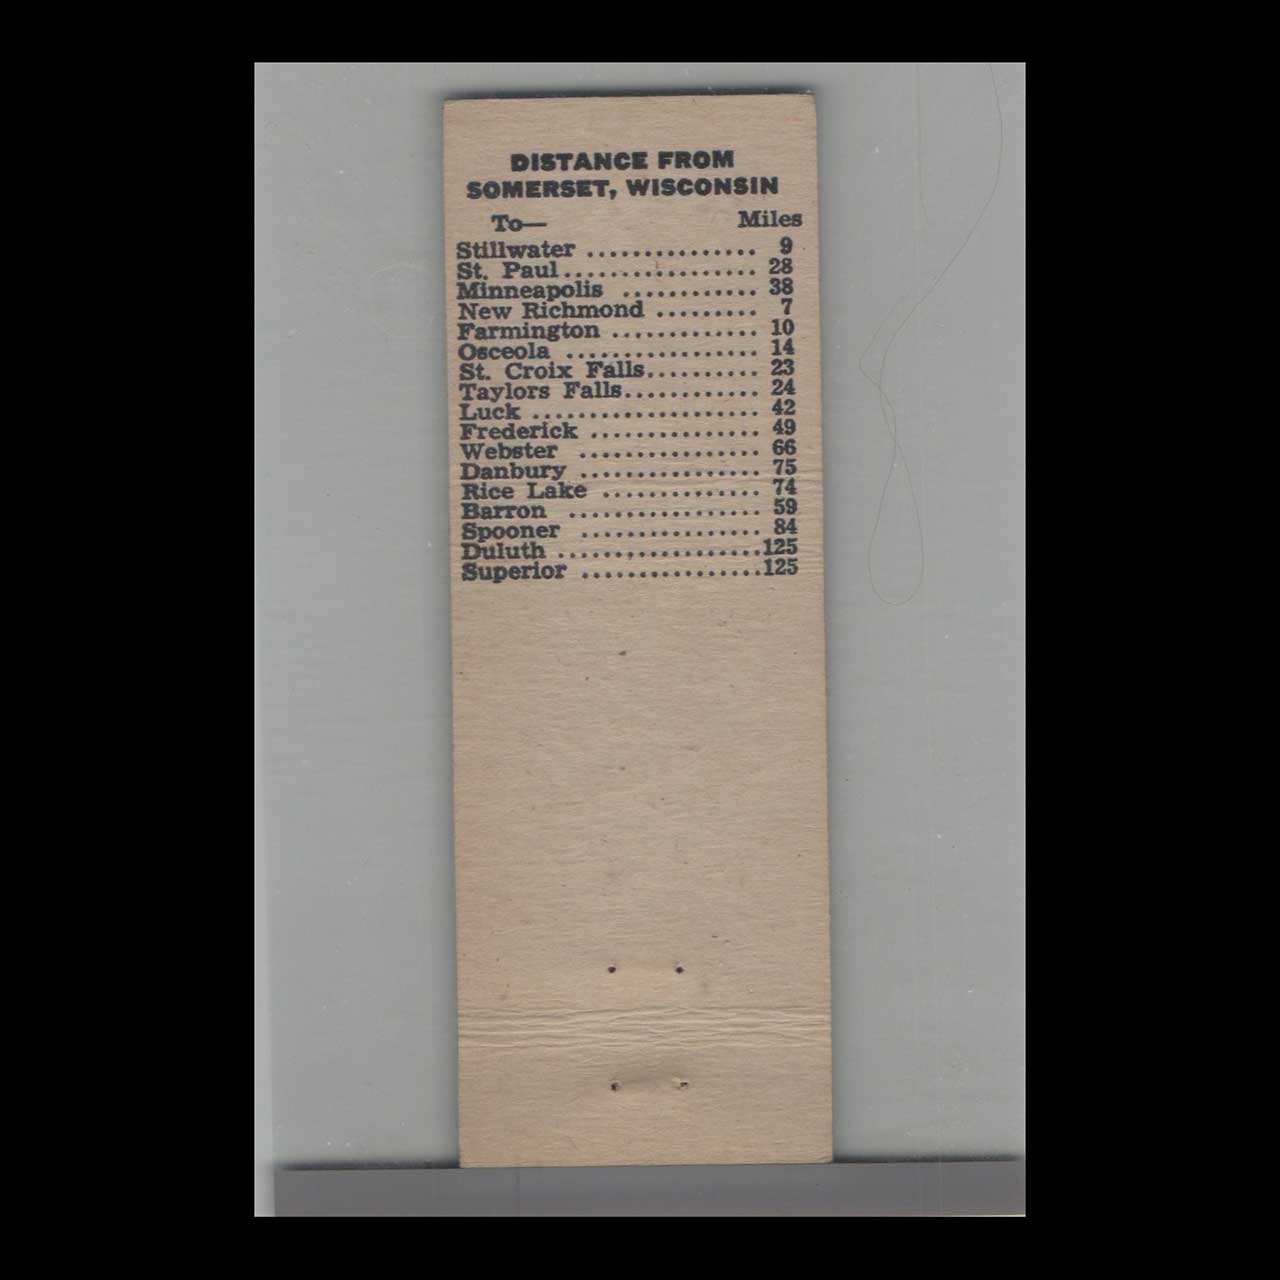 DISTANCE FROM
SOMERSET, WISCONSIN
To— Miles
Stillwater ............... 9
St. Paul................. 28
Minneapolis ............ 38
New Richmond ......... 7
Farmington ............. 10
Osceola ................. 14
St. Croix Falls.......... 23
Taylors Falls............ 24
Luck .................... 42
Frederick ............... 49
Webster ................ 66
Danbury ................ 75
Rice Lake .............. 74
Barron ................. 59
Spooner ................ 84
Duluth ..................125
Superior ................125